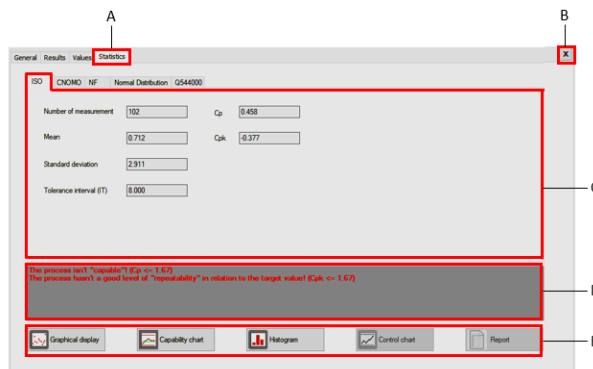 A
B
General Results Values Statistics
x
ISO CNOMO NF Normal Distribution Q544000
Number of measurement 102 Cp 0.458
Mean 0.712 Cpk -0.377
Standard deviation 2.911
Tolerance interval (IT) 8.000
The process isn't "capable"! (Cp <= 1.67)
The process hasn't a good level of "repeatability" in relation to the target value! (Cpk <= 1.67)
Graphical display Capability chart Histogram Control chart Report